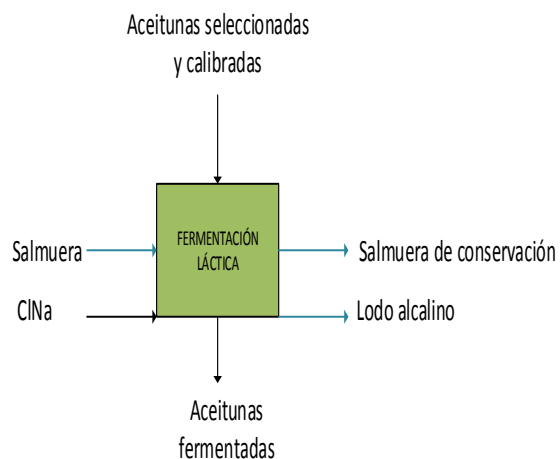 Aceitunas seleccionadas
y calibradas
Salmuera
FERMENTACIÓN
LÁCTICA
Salmuera de conservación
ClNa
Lodo alcalino
Aceitunas
fermentadas